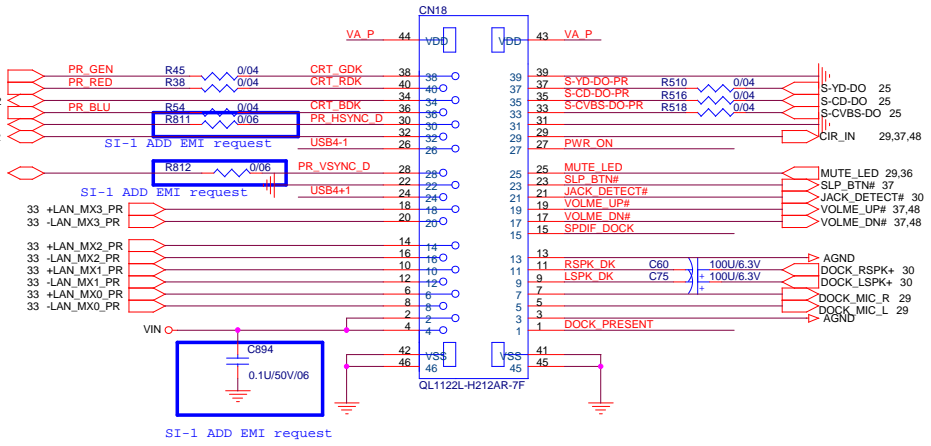 CN18
VA_P 44 VDD VDD 43 VA_P
PR_GEN R45 0/04 CRT_GDK 38 38 39 39
PR_RED R38 0/04 CRT_RDK 40 40 37 37 S-YD-DO-PR R510 0/04 S-YD-DO 25
34 34 35 35 S-CD-DO-PR R516 0/04 S-CD-DO 25
PR_BLU R54 0/04 CRT_BDK 36 36 33 33 S-CVBS-DO-PR R518 0/04 S-CVBS-DO 25
R811 0/06 PR_HSYNC_D 30 30 31 31
32 32 29 29 CIR_IN 29,37,48
SI-1 ADD EMI request
USB4-1 26 26 27 27 PWR_ON
R812 0/06 PR_VSYNC_D 28 28 25 25 MUTE_LED MUTE_LED 29,36
22 22 23 23 SLP_BTN# SLP_BTN# 37
SI-1 ADD EMI request
USB4+1 24 24 21 21 JACK_DETECT# JACK_DETECT# 30
33 +LAN_MX3_PR 18 18 19 19 VOLME_UP# VOLME_UP# 37,48
33 -LAN_MX3_PR 20 20 17 17 VOLME_DN# VOLME_DN# 37,48
15 15 SPDIF_DOCK
33 +LAN_MX2_PR 14 14
33 -LAN_MX2_PR 16 16 13 13 AGND
33 +LAN_MX1_PR 10 10 11 11 RSPK_DK C60 100U/6.3V DOCK_RSPK+ 30
33 -LAN_MX1_PR 12 12 9 9 LSPK_DK C75 + 100U/6.3V DOCK_LSPK+ 30
33 +LAN_MX0_PR 6 6 7 7 + DOCK_MIC_R 29
33 -LAN_MX0_PR 8 8 5 5 DOCK_MIC_L 29
2 2 3 3 AGND
VIN 4 4 1 1 DOCK_PRESENT
C894
0.1U/50V/06
42 VSS VSS 41
46 46 45 45
QL1122L-H212AR-7F
SI-1 ADD EMI request